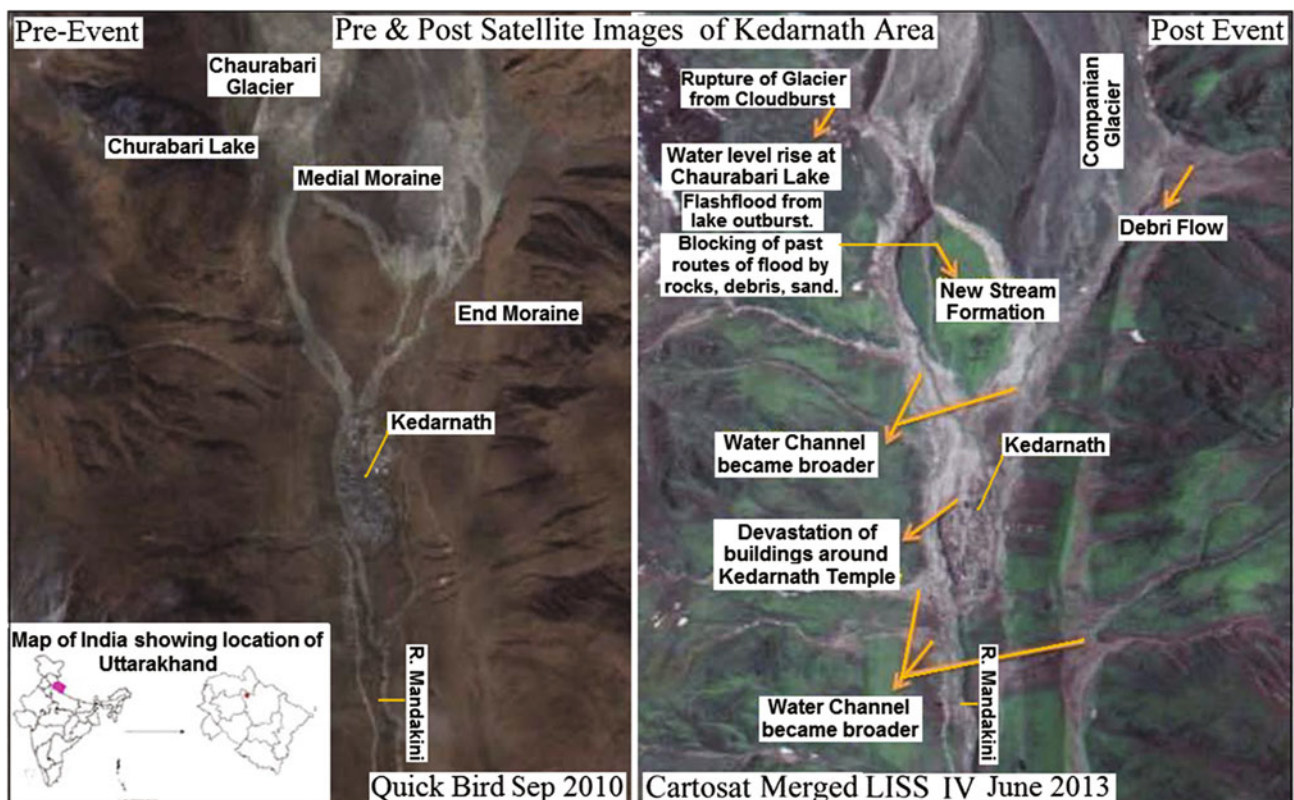 Pre-Event
Pre & Post Satellite Images of Kedarnath Area
Post Event
Chaurabari
Glacier
Churabari Lake
Medial Moraine
End Moraine
Kedarnath
R. Mandakini
Map of India showing location of
Uttarakhand
Quick Bird Sep 2010
Rupture of Glacier
from Cloudburst
Water level rise at
Chaurabari Lake
Flashflood from
lake outburst.
Blocking of past
routes of flood by
rocks, debris, sand.
Companian
Glacier
Debri Flow
New Stream
Formation
Water Channel
became broader
Kedarnath
Devastation of
buildings around
Kedarnath Temple
Water Channel
became broader
R. Mandakini
Cartosat Merged LISS IV June 2013